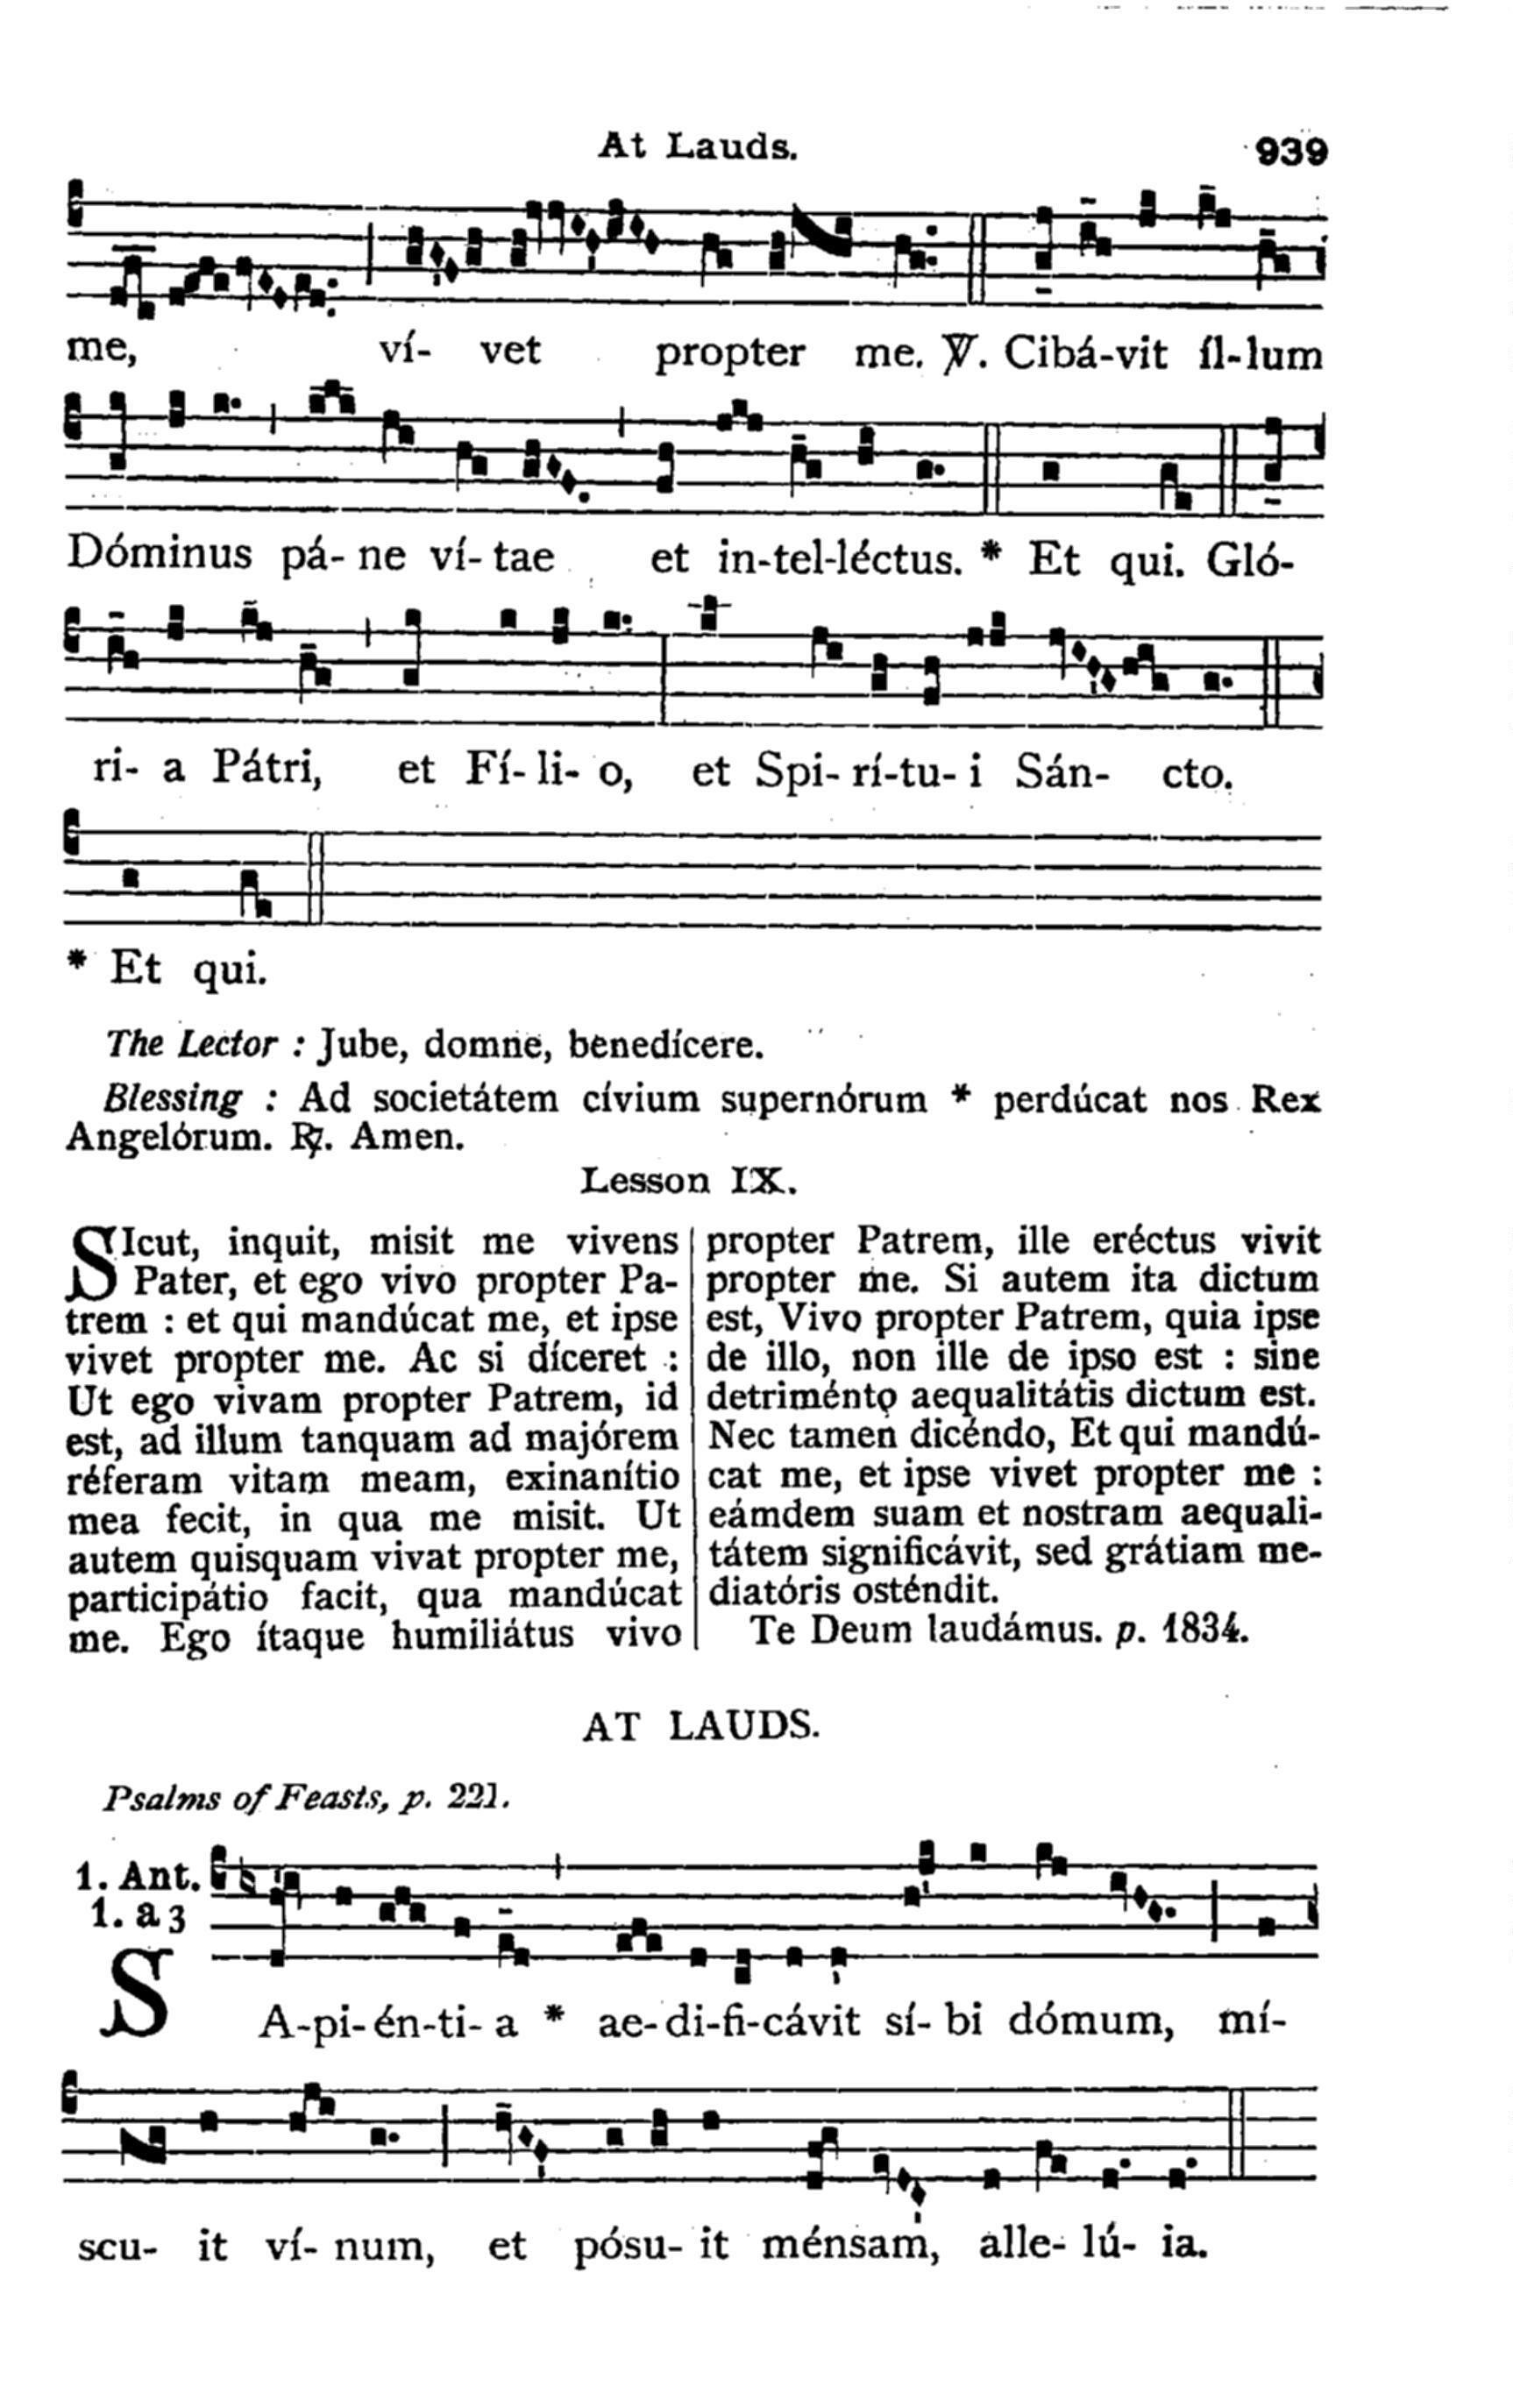 At Lauds. 939
me, ví- vet propter me. ℣. Cibá-vit íl-lum
Dóminus pá- ne ví- tae et in-tel-léctus. * Et qui. Gló-
ri- a Pátri, et Fí- li- o, et Spi- rí-tu- i Sán- cto.
* Et qui.
The Lector : Jube, domne, benedícere.
Blessing : Ad societátem cívium supernórum * perdúcat nos Rex
Angelórum. ℟. Amen.
Lesson IX.
SIcut, inquit, misit me vivens
Pater, et ego vivo propter Pa-
trem : et qui mandúcat me, et ipse
vivet propter me. Ac si díceret :
Ut ego vivam propter Patrem, id
est, ad illum tanquam ad majórem
réferam vitam meam, exinanítio
mea fecit, in qua me misit. Ut
autem quisquam vivat propter me,
participátio facit, qua mandúcat
me. Ego ítaque humiliátus vivo
propter Patrem, ille eréctus vivit
propter me. Si autem ita dictum
est, Vivo propter Patrem, quia ipse
de illo, non ille de ipso est : sine
detriménto aequalitátis dictum est.
Nec tamen dicéndo, Et qui mandú-
cat me, et ipse vivet propter me :
eámdem suam et nostram aequali-
tátem significávit, sed grátiam me-
diatóris osténdit.
Te Deum laudámus. p. 1834.
AT LAUDS.
Psalms of Feasts, p. 221.
1. Ant.
1. a 3
SA-pi-én-ti- a * ae-di-fi-cávit sí- bi dómum, mí-
scu- it ví- num, et pósu- it ménsam, alle- lú- ia.